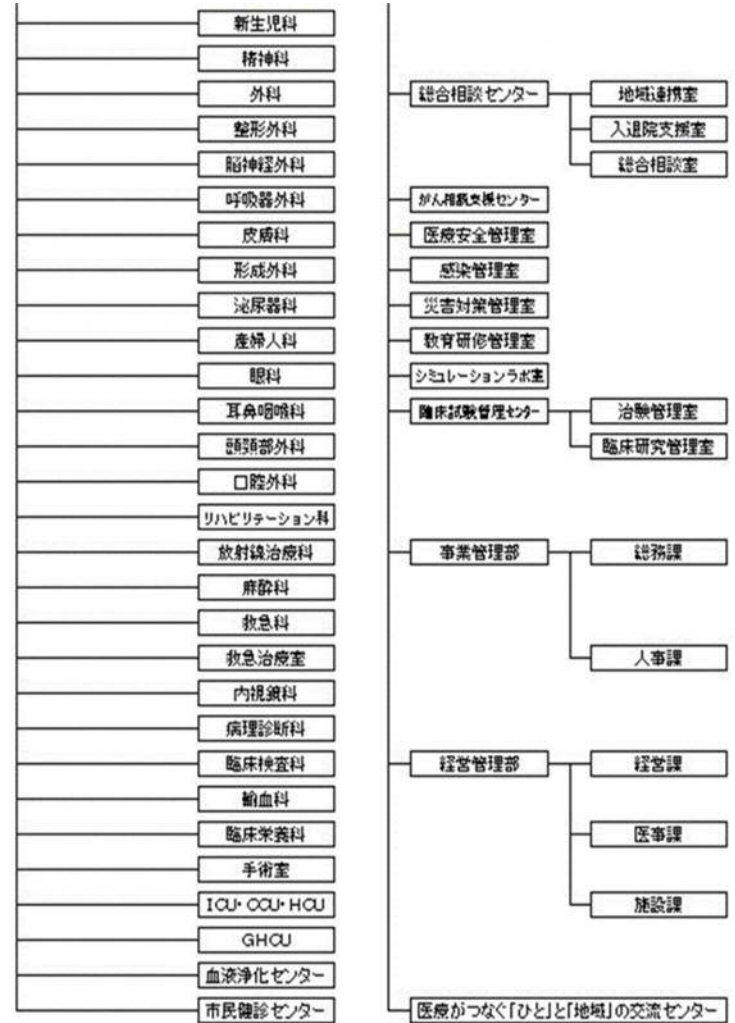 新生児科
精神科
外科
整形外科
脳神経外科
呼吸器外科
皮膚科
形成外科
泌尿器科
産婦人科
眼科
耳鼻咽喉科
頭頸部外科
口腔外科
リハビリテーション科
放射線治療科
麻酔科
救急科
救急治療室
内視鏡科
病理診断科
臨床検査科
輸血科
臨床栄養科
手術室
ICU・CCU・HCU
GHCU
血液浄化センター
市民健診センター
総合相談センター
地域連携室
入退院支援室
総合相談室
がん相談支援センター
医療安全管理室
感染管理室
災害対策管理室
教育研修管理室
シミュレーションラボ室
臨床試験管理センター
治験管理室
臨床研究管理室
事業管理部
総務課
人事課
経営管理部
経営課
医事課
施設課
医療がつなぐ「ひと」と「地域」の交流センター